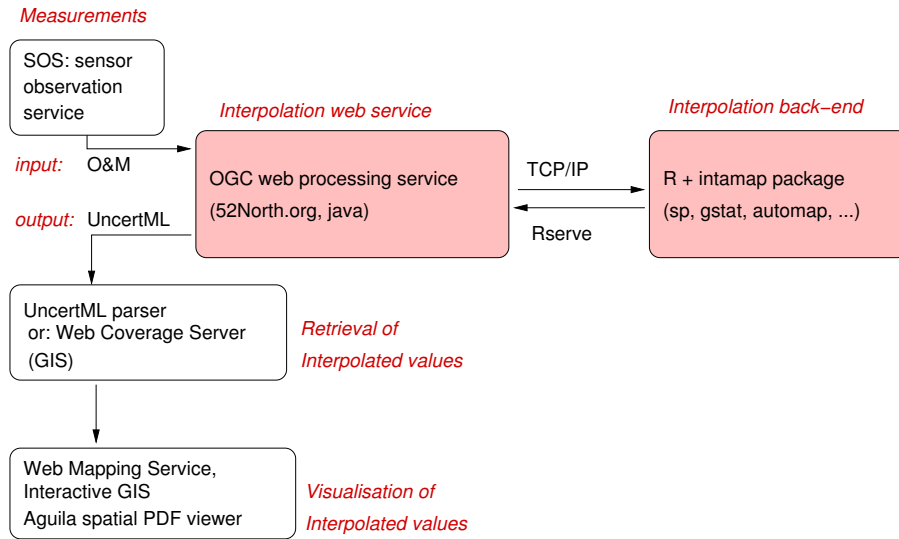 Measurements
SOS: sensor
observation
service
Interpolation web service
Interpolation back−end
input: O&M
OGC web processing service
(52North.org, java)
TCP/IP
Rserve
R + intamap package
(sp, gstat, automap, ...)
output: UncertML
UncertML parser
or: Web Coverage Server
(GIS)
Retrieval of
Interpolated values
Web Mapping Service,
Interactive GIS
Aguila spatial PDF viewer
Visualisation of
Interpolated values